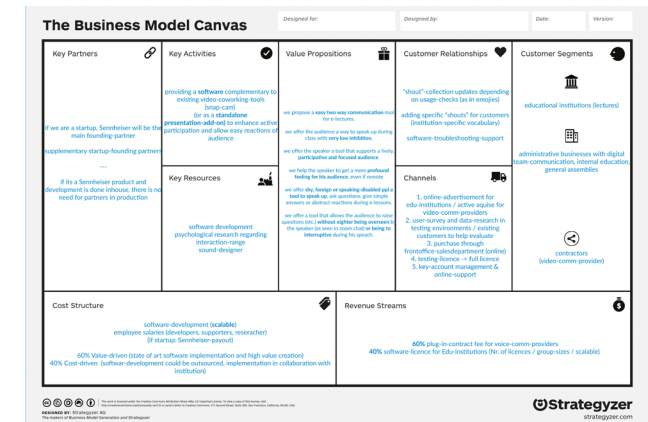 The Business Model Canvas
Designed for:
Designed by:
Date:
Version:
Key Partners
if we are a startup, Sennheiser will be the
main founding-partner
supplementary startup-founding partners
...
if its a Sennheiser product and
development is done inhouse, there is no
need for partners in production
Key Activities
providing a software complementary to
existing video-coworking-tools
(snap-cam)
(or as a standalone
presentation-add-on) to enhance active
participation and allow easy reactions of
audience
Key Resources
software development
psychological research regarding
interaction-range
sound-designer
Value Propositions
we propose a easy two way communication-tool
for e-lectures.
we offer the audience a way to speak up during
class with very low inhibition.
we offer the speaker a tool that supports a lively,
participative and focused audience.
we help the speaker to get a more profound
feeling for his audience, even if remote
we offer shy, foreign or speaking-disabled ppl a
tool to speak up, ask questions, give simple
answers or abstract reactions during e-lessons.
we offer a tool that allows the audience to raise
questions (etc.) without eighter being overseen by
the speaker (as seen in zoom chat) or being to
interruptive during his speach.
Customer Relationships
"shout"-collection updates depending
on usage-checks (as in emojies)
adding specific "shouts" for customers
(institution-specific vocabulary)
software-troubleshooting-support
Channels
1. online-advertisement for
edu-institutions / active aquise for
video-comm-providers
2. user-survey and data-research in
testing environments / existing
customers to help evaluate
3. purchase through
frontoffice-salesdepartment (online)
4. testing-licence -> full licence
5. key-account management &
online-support
Customer Segments
educational institutions (lectures)
administrative businesses with digital
team-communication, internal education,
general assemblies
contractors
(video-comm-provider)
Cost Structure
software-development (scalable)
employee salaries (developers, supporters, reseracher)
(if startup: Sennheiser-payout)
60% Value-driven (state of art software implementation and high value creation)
40% Cost-driven (softwar-development could be outsourced, implementation in collaboration with
institution)
Revenue Streams
60% plug-in-contract fee for voice-comm-providers
40% software-licence for Edu-institutions (Nr. of licences / group-sizes / scalable)
DESIGNED BY: Strategyzer AG
The makers of Business Model Generation and Strategyzer
Strategyzer
strategyzer.com